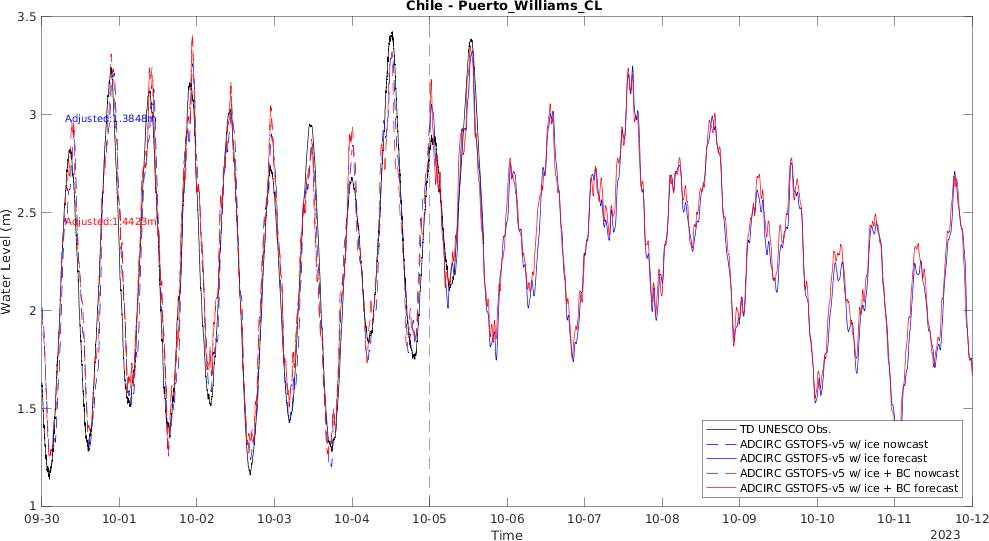 Chile - Puerto_Williams_CL
3.5
3
2.5
2
1.5
1
Water Level (m)
Adjusted:1.3848m
Adjusted:1.4423m
TD UNESCO Obs.
ADCIRC GSTOFS-v5 w/ ice nowcast
ADCIRC GSTOFS-v5 w/ ice forecast
ADCIRC GSTOFS-v5 w/ ice + BC nowcast
ADCIRC GSTOFS-v5 w/ ice + BC forecast
09-30 10-01 10-02 10-03 10-04 10-05 10-06 10-07 10-08 10-09 10-10 10-11 10-12
Time
2023